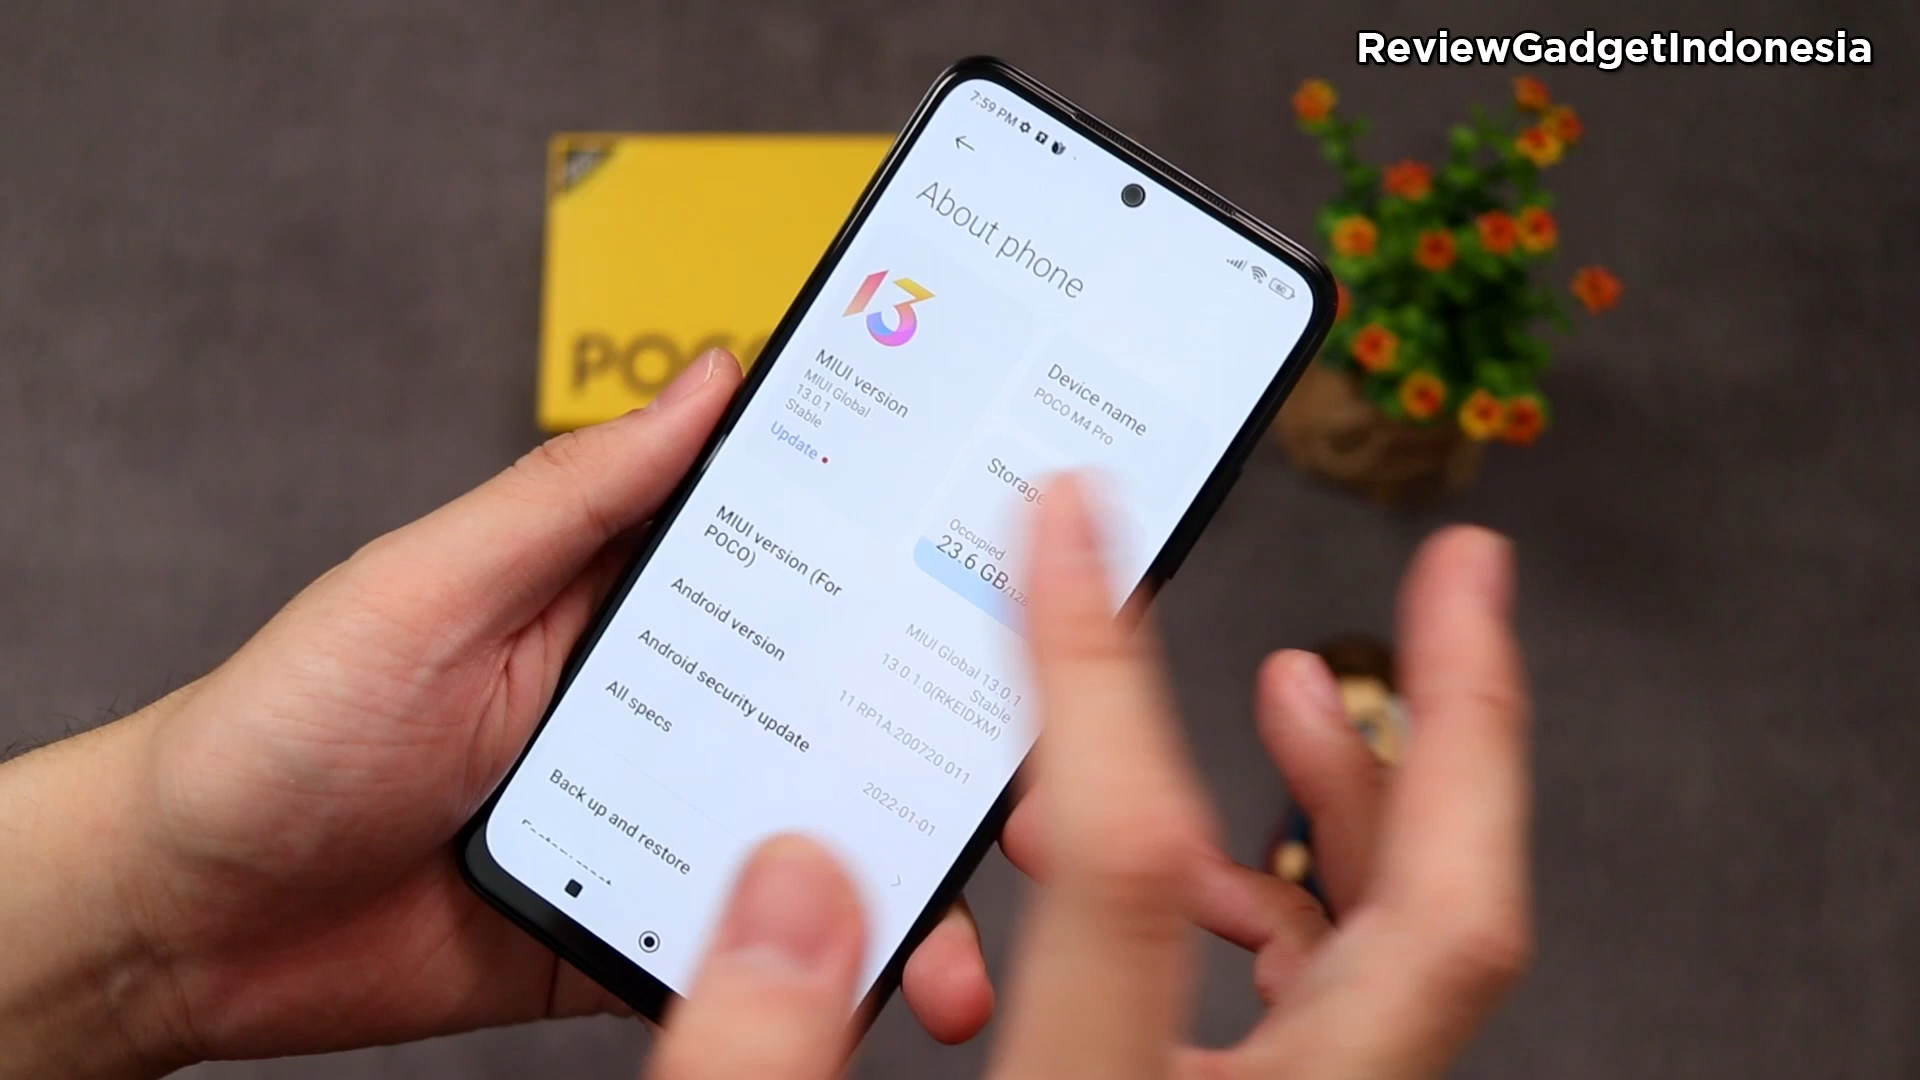 ReviewGadgetIndonesia
7:59 PM
About phone
MIUI version
MIUI Global
13.0.1
Stable
Update
Device name
POCO M4 Pro
Storage
Occupied
23.6 GB/128
MIUI version (For
POCO)
MIUI Global 13.0.1
Stable
13.0.1.0(RKEIDXM)
Android version
11 RP1A.200720.011
Android security update
2022-01-01
All specs
Back up and restore